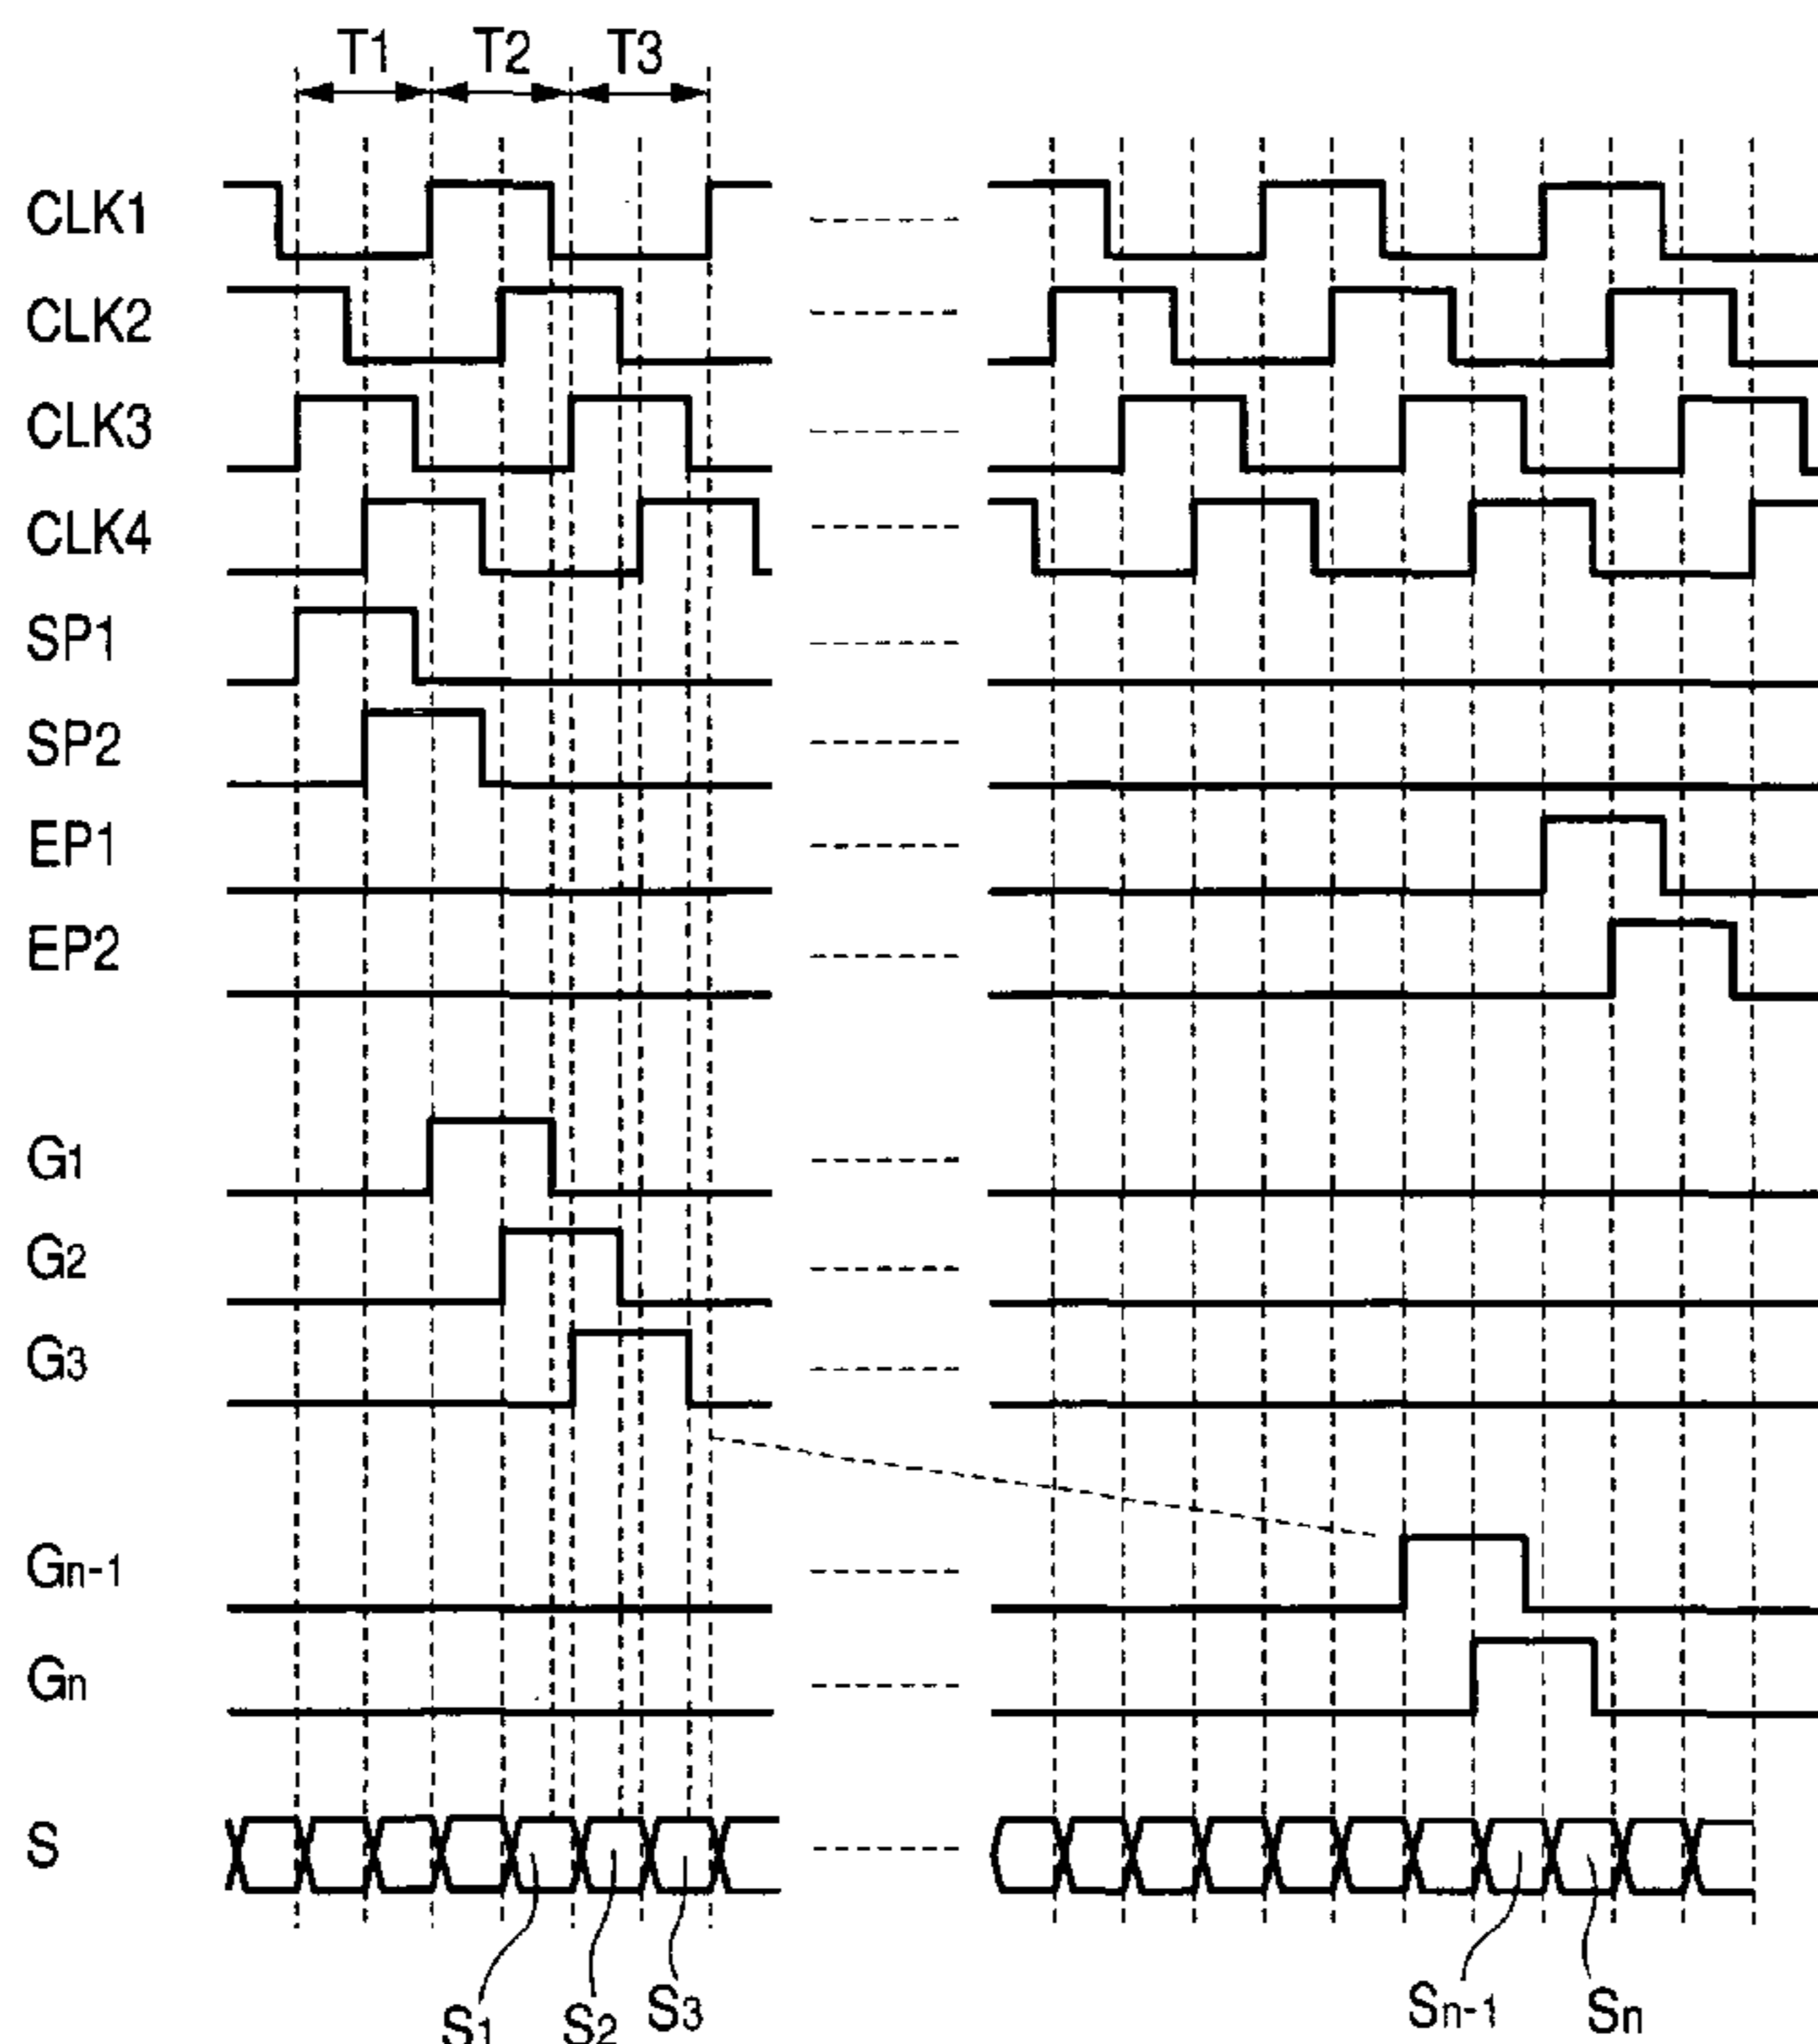 T1 T2 T3
CLK1
CLK2
CLK3
CLK4
SP1
SP2
EP1
EP2
G1
G2
G3
Gn-1
Gn
S
S1 S2 S3 Sn-1 Sn